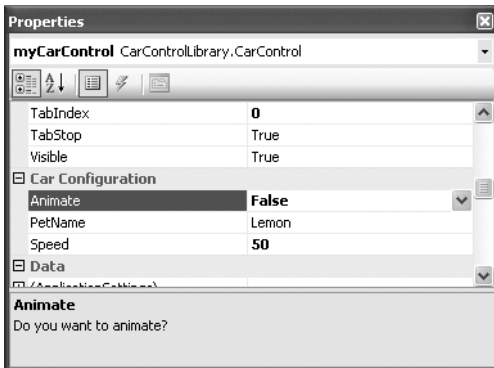 Properties
myCarControl CarControlLibrary.CarControl
TabIndex 0
TabStop True
Visible True
Car Configuration
Animate False
PetName Lemon
Speed 50
Data
(ApplicationSettings)
Animate
Do you want to animate?